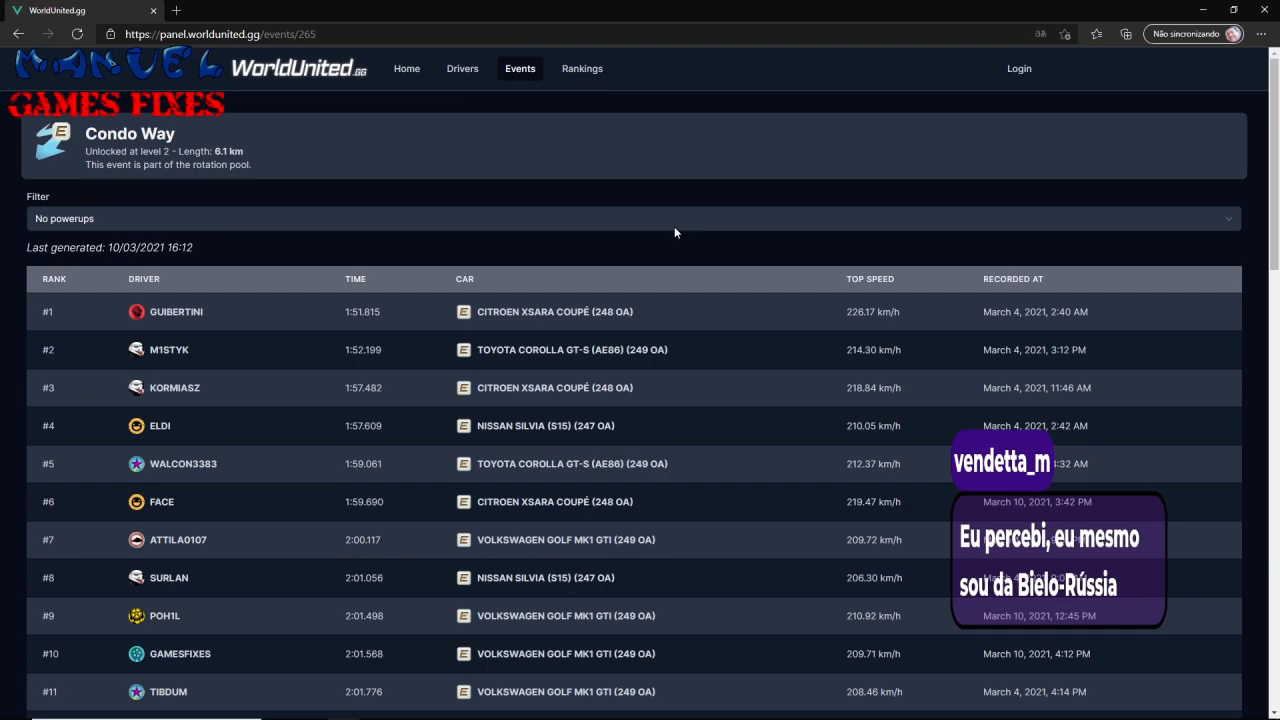 WorldUnited.gg
https://panel.worldunited.gg/events/265
Não sincronizando
MANUEL
GAMES FIXES
WORLDUNITED.GG
Home
Drivers
Events
Rankings
Login
E
Condo Way
Unlocked at level 2 - Length: 6.1 km
This event is part of the rotation pool.
Filter
No powerups
Last generated: 10/03/2021 16:12
RANK DRIVER TIME CAR TOP SPEED RECORDED AT
#1 GUIBERTINI 1:51.815 E CITROEN XSARA COUPÉ (248 OA) 226.17 km/h March 4, 2021, 2:40 AM
#2 M1STYK 1:52.199 E TOYOTA COROLLA GT-S (AE86) (249 OA) 214.30 km/h March 4, 2021, 3:12 PM
#3 KORMIASZ 1:57.482 E CITROEN XSARA COUPÉ (248 OA) 218.84 km/h March 4, 2021, 11:46 AM
#4 ELDI 1:57.609 E NISSAN SILVIA (S15) (247 OA) 210.05 km/h March 4, 2021, 2:42 AM
#5 WALCON3383 1:59.061 E TOYOTA COROLLA GT-S (AE86) (249 OA) 212.37 km/h :32 AM
vendetta_m
#6 FACE 1:59.690 E CITROEN XSARA COUPÉ (248 OA) 219.47 km/h March 10, 2021, 3:42 PM
#7 ATTILA0107 2:00.117 E VOLKSWAGEN GOLF MK1 GTI (249 OA) 209.72 km/h
Eu percebi, eu mesmo
#8 SURLAN 2:01.056 E NISSAN SILVIA (S15) (247 OA) 206.30 km/h
sou da Bielo-Rússia
#9 POH1L 2:01.498 E VOLKSWAGEN GOLF MK1 GTI (249 OA) 210.92 km/h March 10, 2021, 12:45 PM
#10 GAMESFIXES 2:01.568 E VOLKSWAGEN GOLF MK1 GTI (249 OA) 209.71 km/h March 10, 2021, 4:12 PM
#11 TIBDUM 2:01.776 E VOLKSWAGEN GOLF MK1 GTI (249 OA) 208.46 km/h March 4, 2021, 4:14 PM